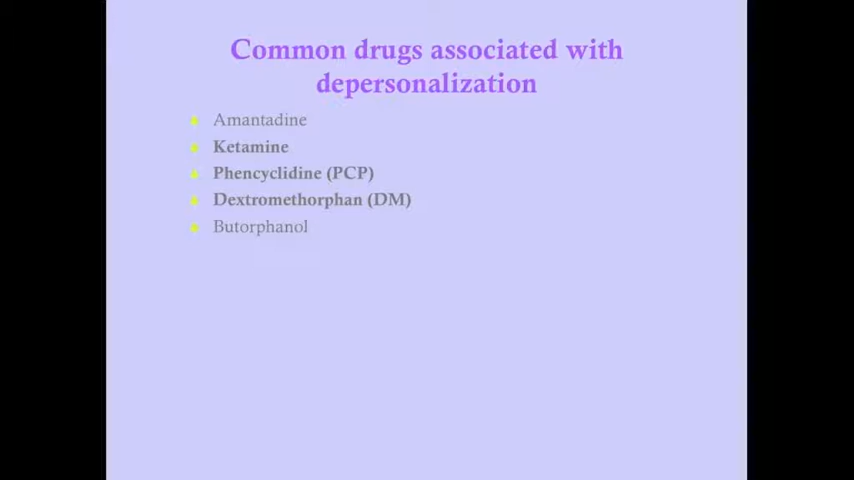 Common drugs associated with
depersonalization
Amantadine
Ketamine
Phencyclidine (PCP)
Dextromethorphan (DM)
Butorphanol